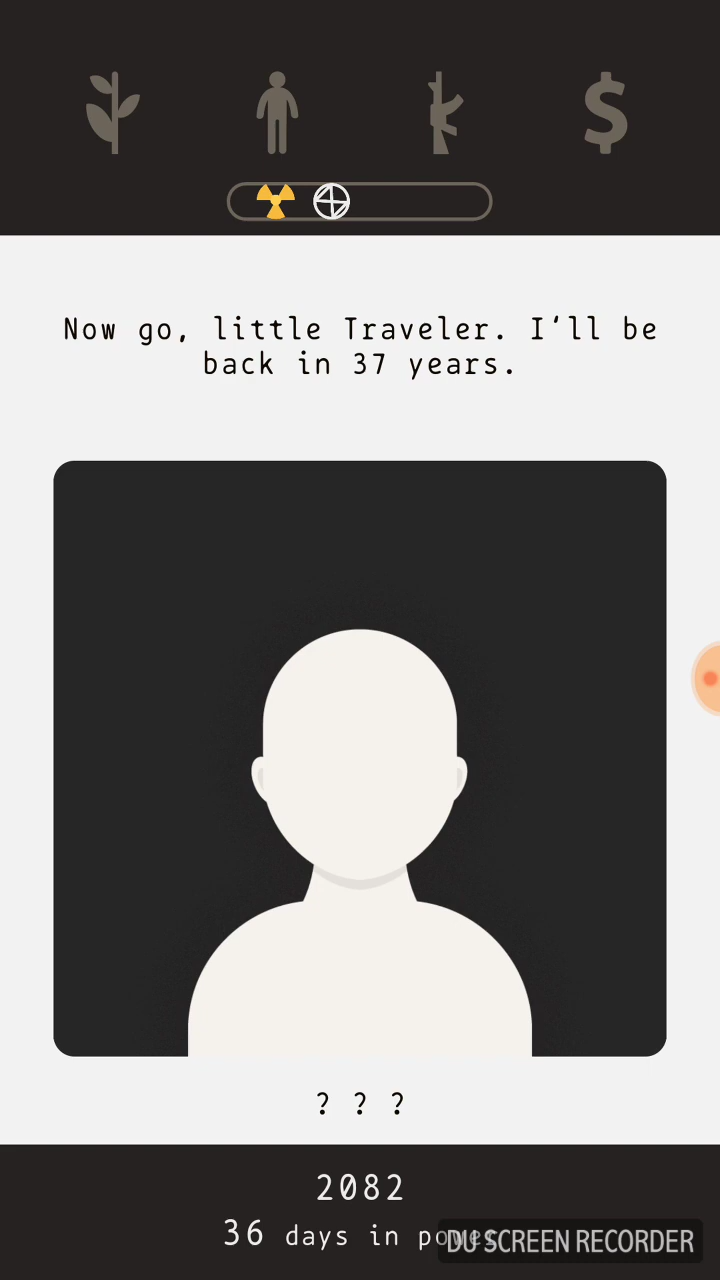 Now go, little Traveler. I'll be
back in 37 years.
? ? ?
2082
36 days in power
DU SCREEN RECORDER